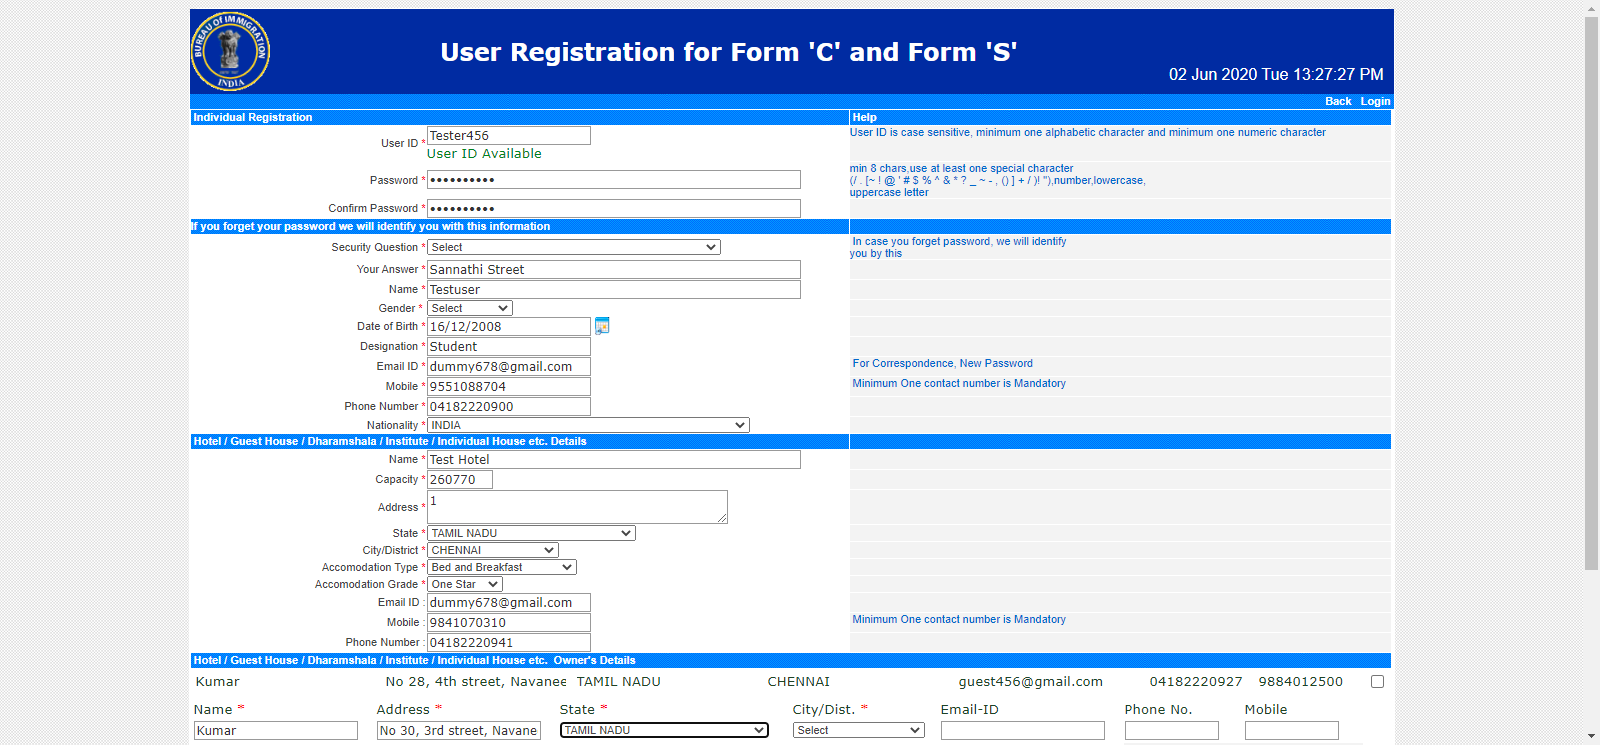 BUREAU OF IMMIGRATION
INDIA
User Registration for Form 'C' and Form 'S'
02 Jun 2020 Tue 13:27:27 PM
Back Login
Individual Registration Help
User ID * Tester456 User ID is case sensitive, minimum one alphabetic character and minimum one numeric character
User ID Available
min 8 chars,use at least one special character
Password * •••••••••• (/ . [~ ! @ ' # $ % ^ & * ? _ ~ - , () ] + / )! "),number,lowercase,
uppercase letter
Confirm Password * ••••••••••
If you forget your password we will identify you with this information
Security Question * Select In case you forget password, we will identify
you by this
Your Answer * Sannathi Street
Name * Testuser
Gender * Select
Date of Birth * 16/12/2008
Designation * Student
Email ID * dummy678@gmail.com For Correspondence, New Password
Mobile * 9551088704 Minimum One contact number is Mandatory
Phone Number * 04182220900
Nationality * INDIA
Hotel / Guest House / Dharamshala / Institute / Individual House etc. Details
Name * Test Hotel
Capacity * 260770
Address * 1
State * TAMIL NADU
City/District * CHENNAI
Accomodation Type * Bed and Breakfast
Accomodation Grade * One Star
Email ID : dummy678@gmail.com
Mobile : 9841070310 Minimum One contact number is Mandatory
Phone Number : 04182220941
Hotel / Guest House / Dharamshala / Institute / Individual House etc. Owner's Details
Kumar No 28, 4th street, Navanee TAMIL NADU CHENNAI guest456@gmail.com 04182220927 9884012500
Name * Address * State * City/Dist. * Email-ID Phone No. Mobile
Kumar No 30, 3rd street, Navane TAMIL NADU Select